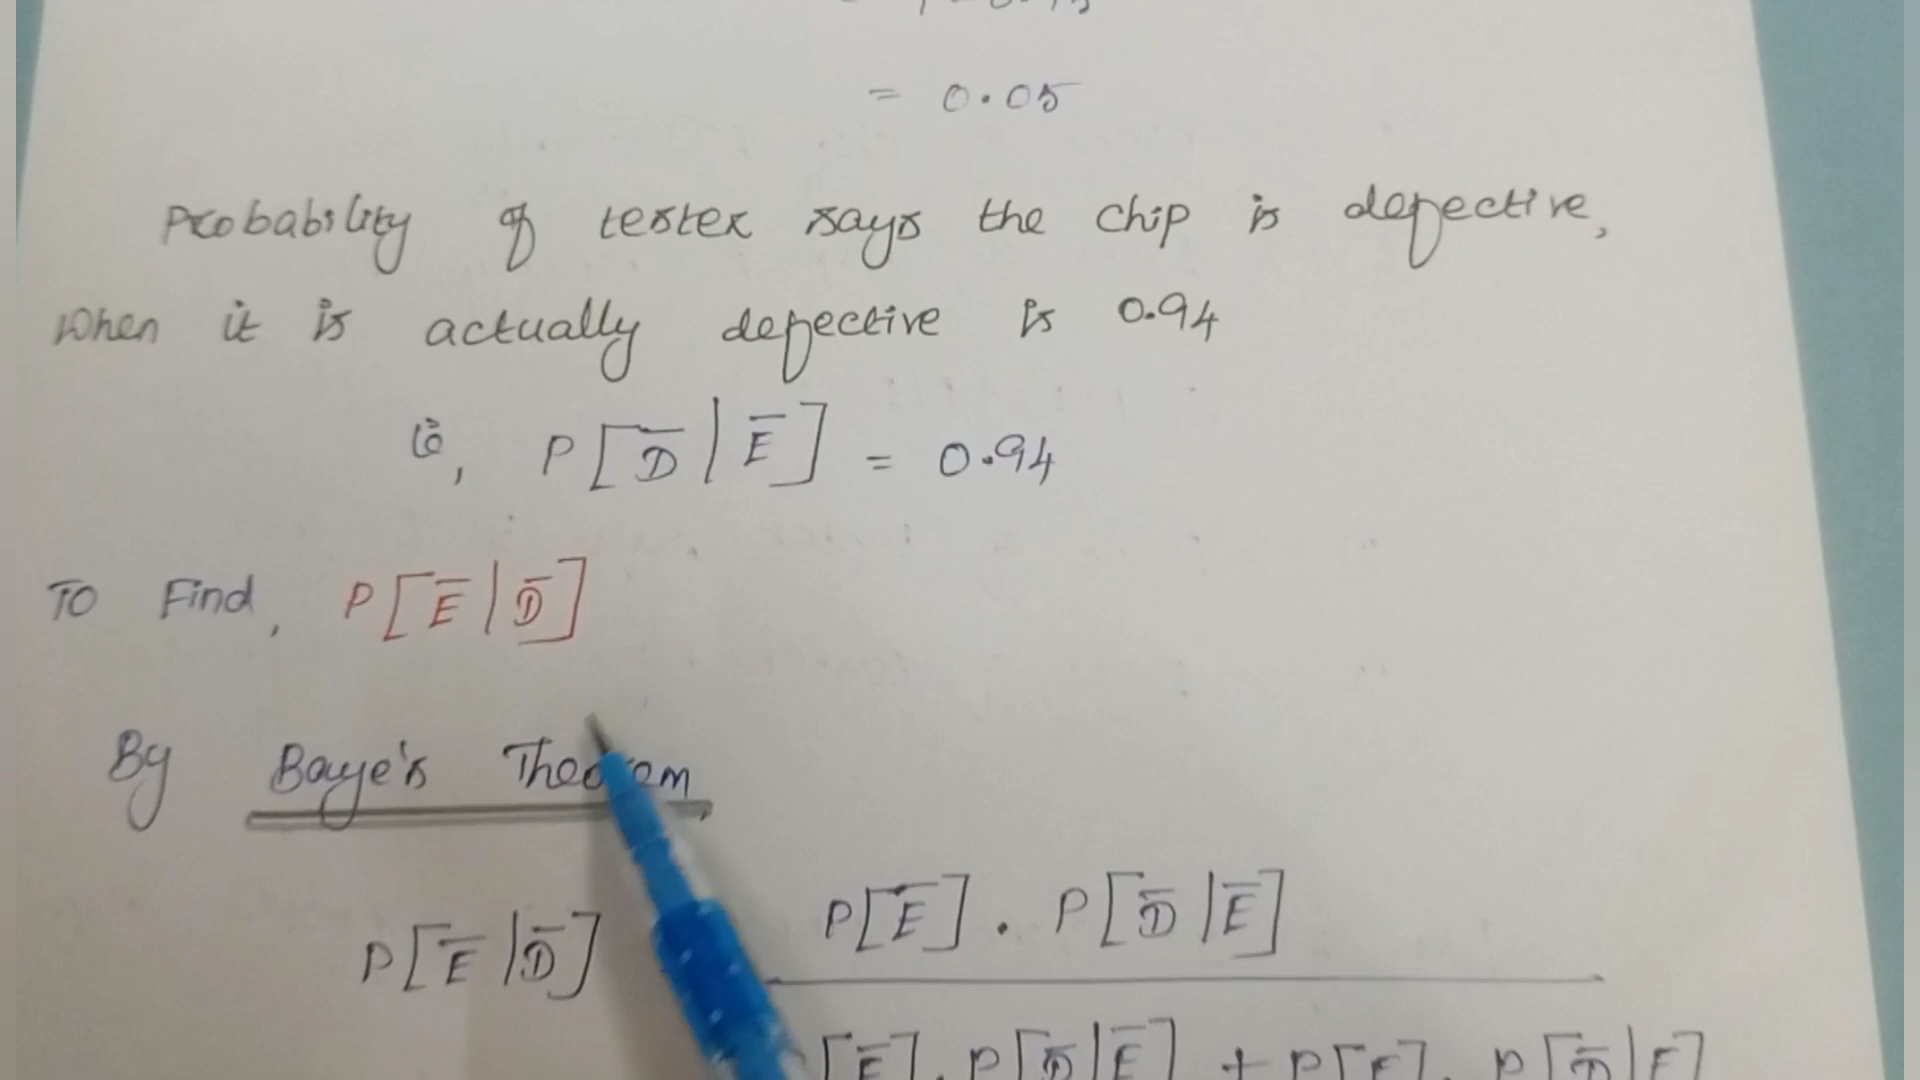 = 0.05
Probability of tester says the chip is defective,
when it is actually defective is 0.94
ie, P[D̅ | E̅] = 0.94
To Find, P[E̅ | D̅]
By Baye's Theorem,
P[E̅ | D̅] P[E̅] . P[D̅ | E̅]
[E̅] . P[D̅ | E̅] + P[E] . P[D̅ | E]